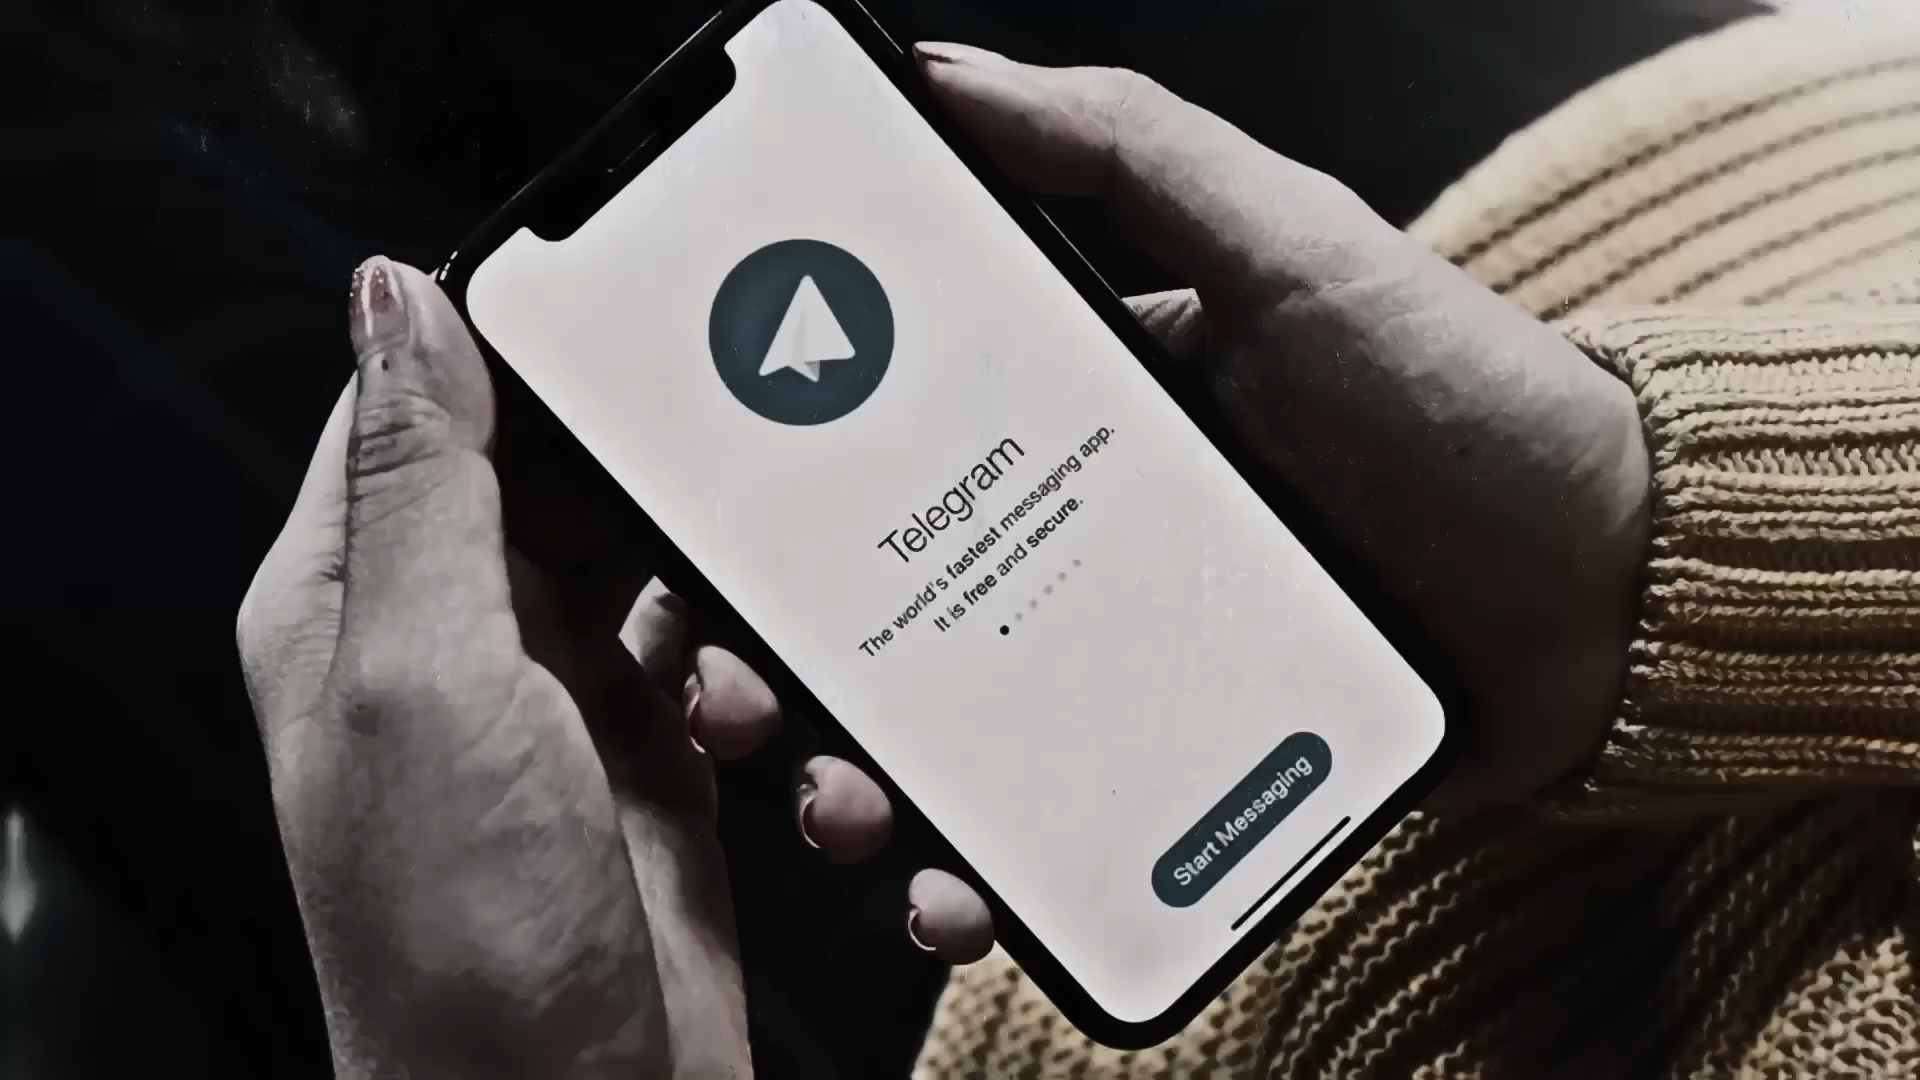 Telegram
The world's fastest messaging app.
It is free and secure.
Start Messaging